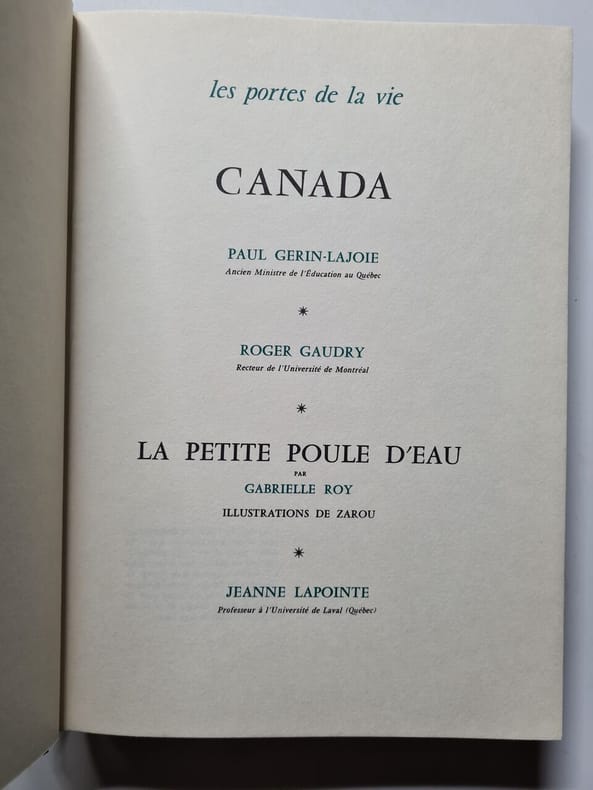 les portes de la vie
CANADA
PAUL GERIN-LAJOIE
Ancien Ministre de l'Éducation au Québec
*
ROGER GAUDRY
Recteur de l'Université de Montréal
*
LA PETITE POULE D'EAU
PAR
GABRIELLE ROY
ILLUSTRATIONS DE ZAROU
*
JEANNE LAPOINTE
Professeur à l'Université de Laval (Québec)